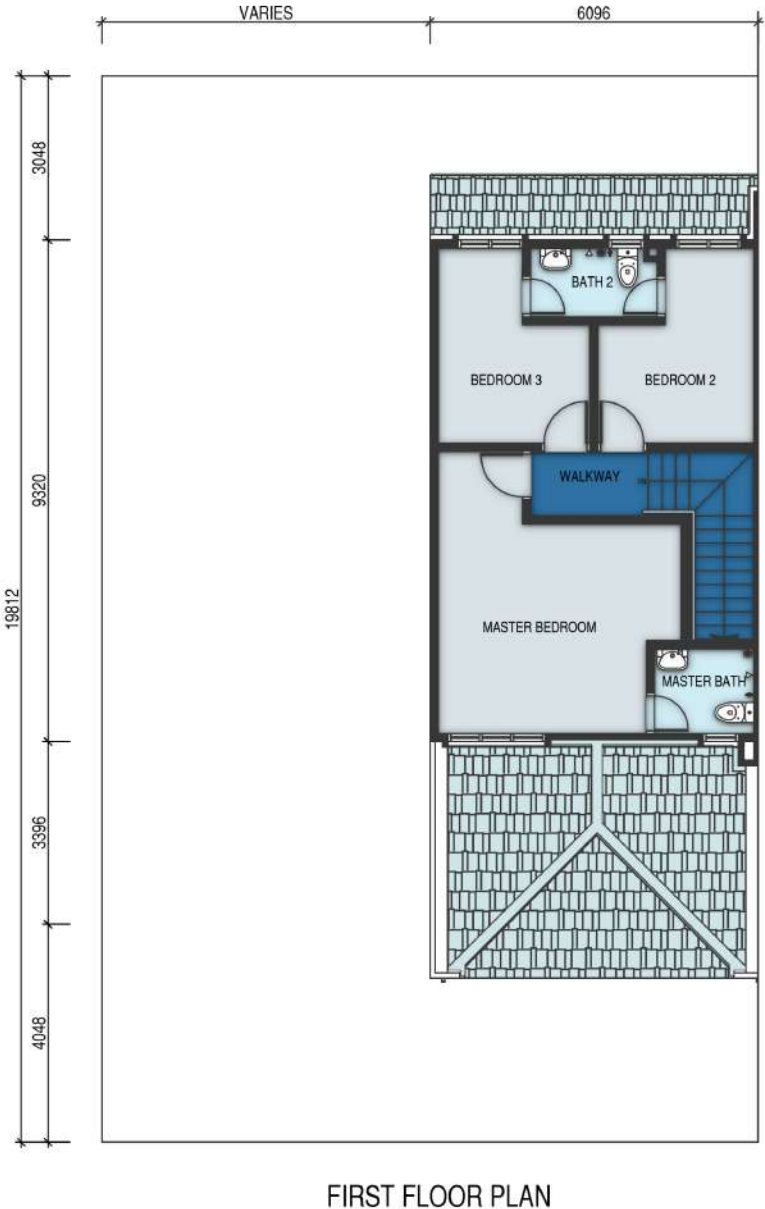 VARIES
6096
3048
BATH 2
BEDROOM 3
BEDROOM 2
WALKWAY
9320
19812
MASTER BEDROOM
MASTER BATH
3396
4048
FIRST FLOOR PLAN